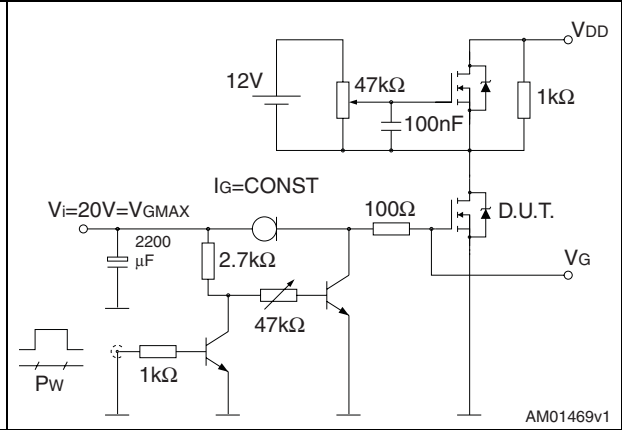 VDD
12V
47kΩ
1kΩ
100nF
IG=CONST
Vi=20V=VGMAX
100Ω
D.U.T.
2200
μF
2.7kΩ
VG
47kΩ
1kΩ
PW
AM01469v1